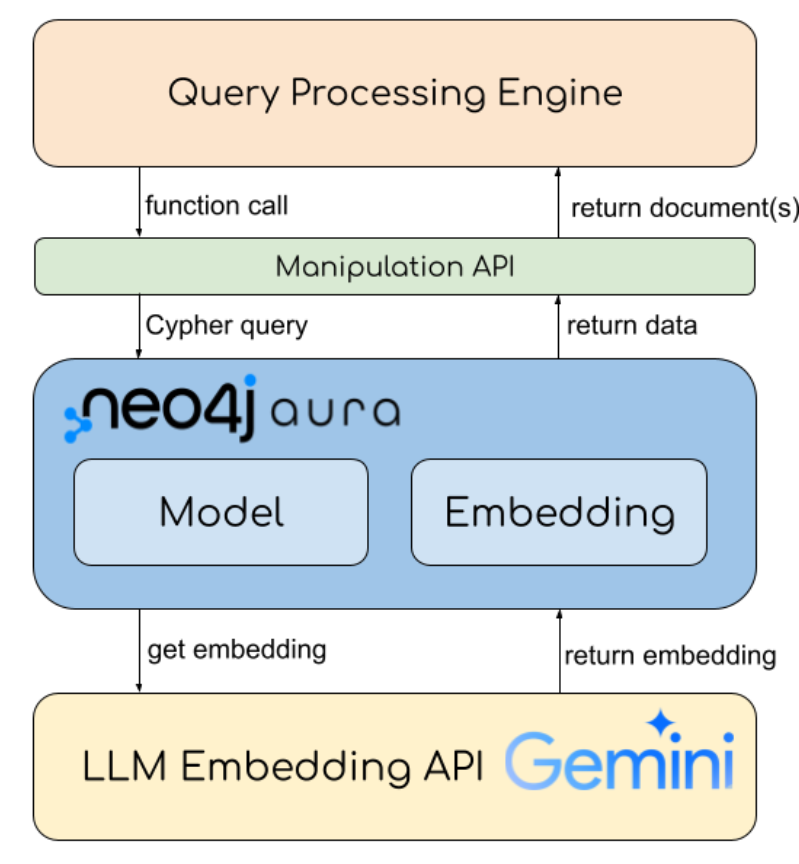 Query Processing Engine
function call
return document(s)
Manipulation API
Cypher query
return data
neo4j aura
Model
Embedding
get embedding
return embedding
LLM Embedding API Gemini